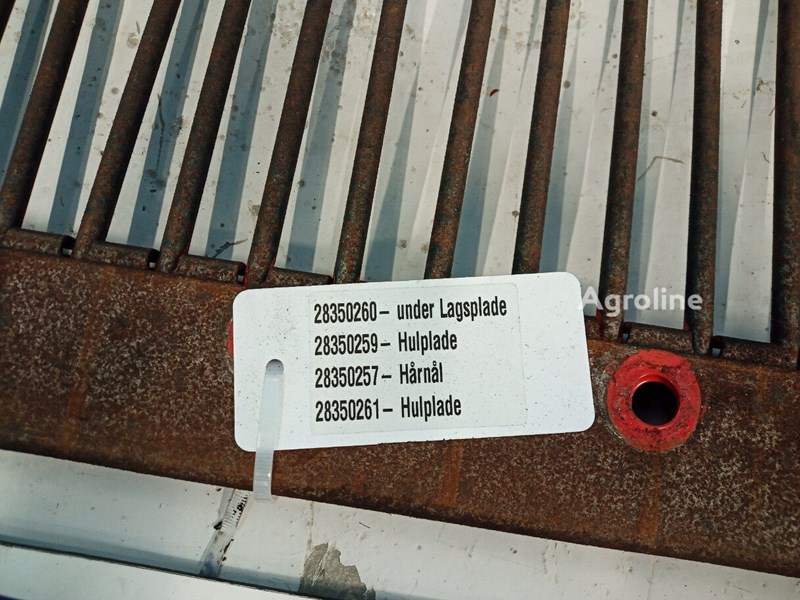 28350260- under Lagsplade
28350259- Hulplade
28350257- Hårnål
28350261- Hulplade
Agroline